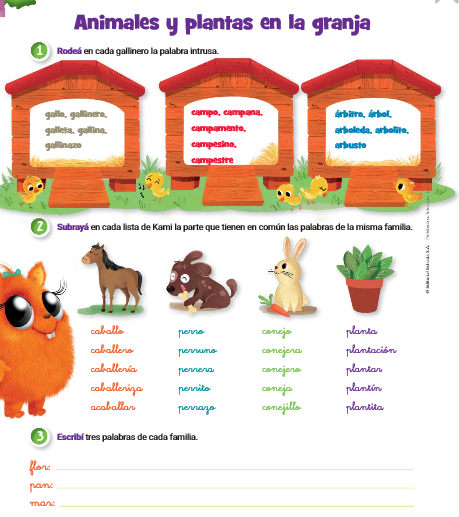 Animales y plantas en la granja
1 Rodeá en cada gallinero la palabra intrusa.
gallo, gallinero,
galleta, gallina,
gallinazo
campo, campana,
campamento,
campesino,
campestre
árbitro, árbol,
arboleda, arbolito,
arbusto
2 Subrayá en cada lista de Kami la parte que tienen en común las palabras de la misma familia.
caballo
caballero
caballería
caballeriza
acaballar
perro
perruno
perrera
perrito
perrazo
conejo
conejera
conejero
coneja
conejillo
planta
plantación
plantar
plantín
plantita
3 Escribí tres palabras de cada familia.
flor:
pan:
mar:
© Editorial Estrada S.A.